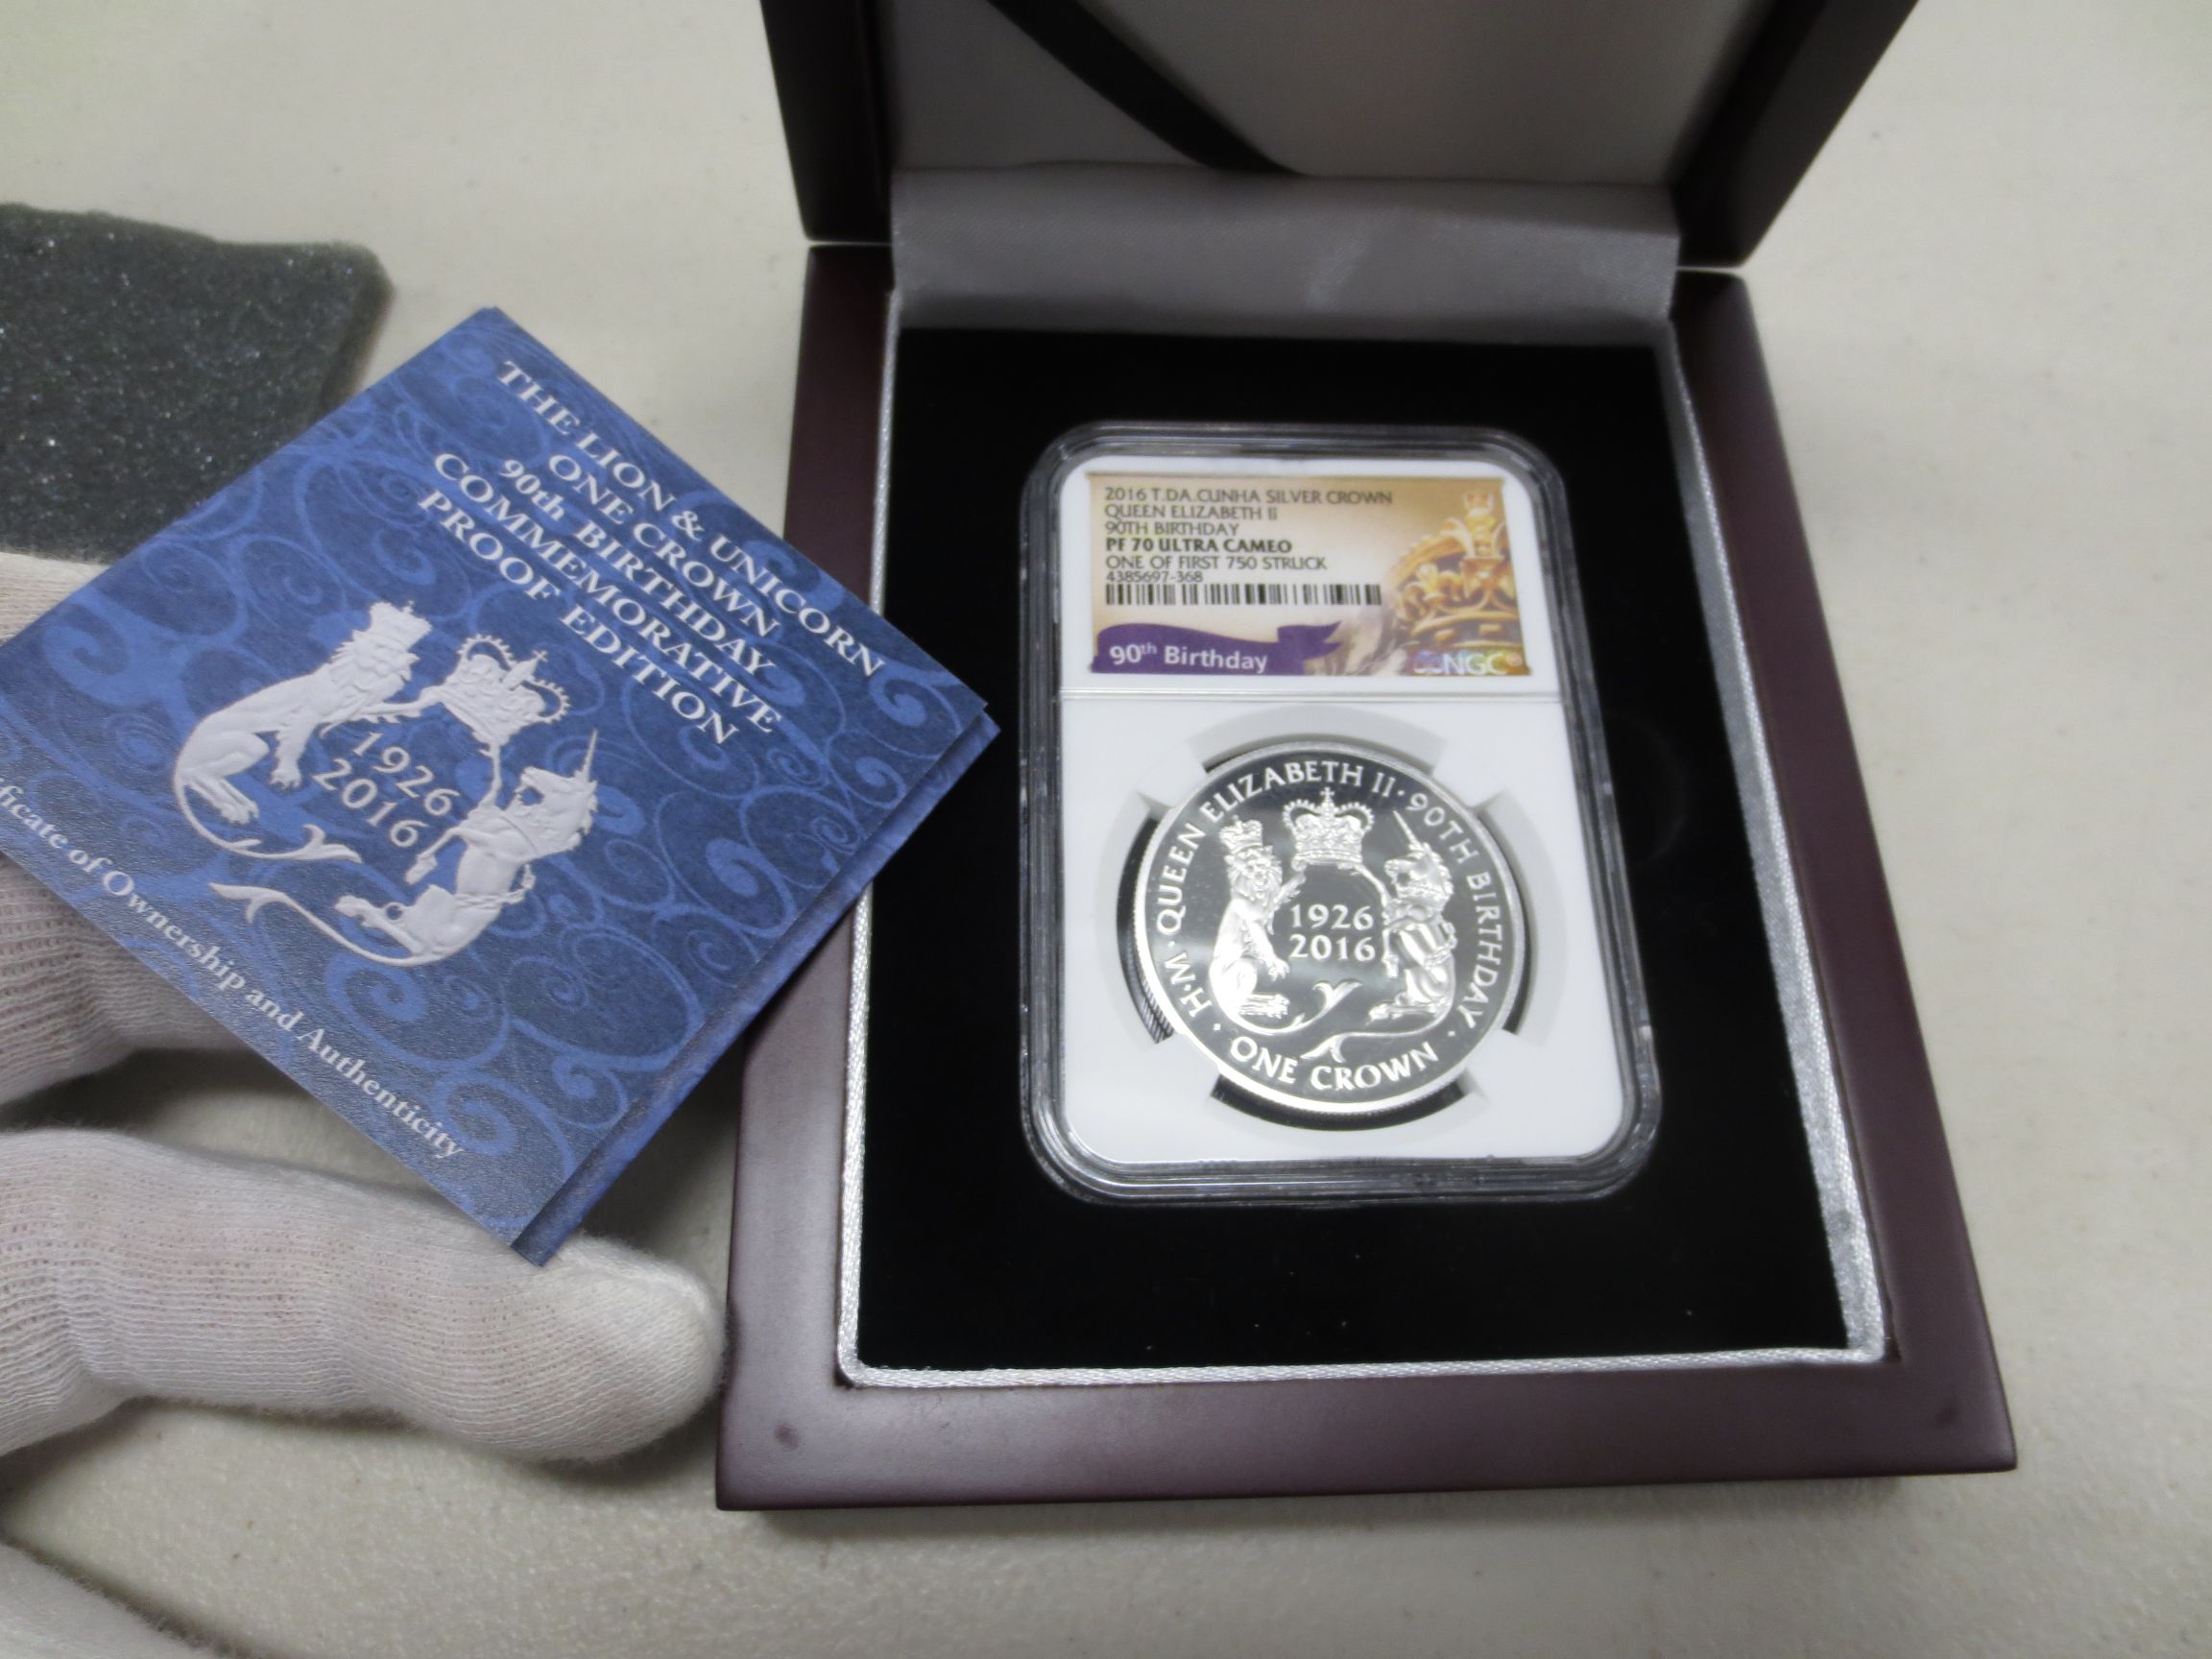 THE LION & UNICORN
ONE CROWN
90th BIRTHDAY
COMMEMORATIVE
PROOF EDITION
1926
2016
of Ownership and Authenticity
2016 T.DA.CUNHA SILVER CROWN
QUEEN ELIZABETH II
90TH BIRTHDAY
PF 70 ULTRA CAMEO
ONE OF FIRST 750 STRUCK
4385697-368
90th Birthday
NGC
H·M·QUEEN ELIZABETH II·90TH BIRTHDAY
1926
2016
· ONE CROWN ·